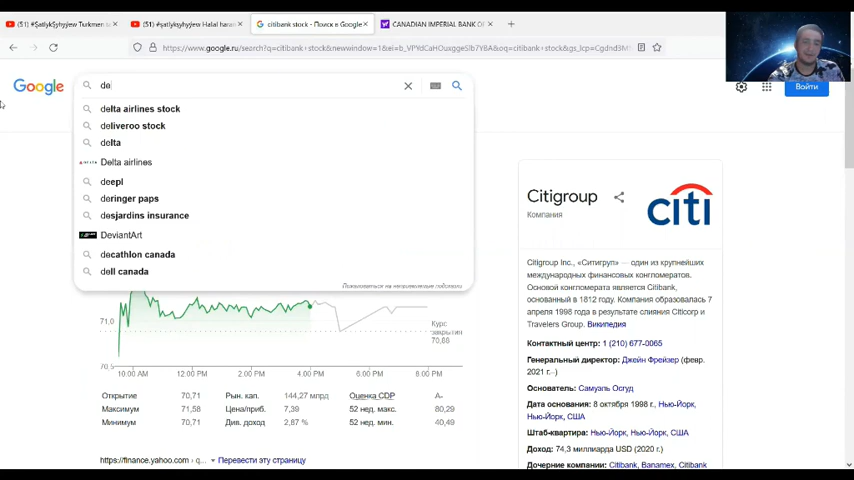 (51) #ŞatlykŞyhyýew Turkmen s
(51) #şatlykşyhyýew Halal haram
citibank stock - Поиск в Google
CANADIAN IMPERIAL BANK OF
https://www.google.ru/search?q=citibank+stock&newwindow=1&ei=
Google
de
Войти
delta airlines stock
deliveroo stock
delta
Delta airlines
deepl
deringer paps
desjardins insurance
DeviantArt
decathlon canada
dell canada
Пожаловаться на неприемлемые подсказки
71,0
70,5
Курс
закрытия
70,88
10:00 AM 12:00 PM 2:00 PM 4:00 PM 6:00 PM 8:00 PM
Открытие 70,71 Рын. кап. 144,27 млрд Оценка CDP A-
Максимум 71,58 Цена/приб. 7,39 52 нед. макс. 80,29
Минимум 70,71 Див. доход 2,87 % 52 нед. мин. 40,49
https://finance.yahoo.com › q... Перевести эту страницу
Citigroup
Компания
citi
Citigroup Inc., «Ситигруп» — один из крупнейших
международных финансовых конгломератов.
Основой конгломерата является Citibank,
основанный в 1812 году. Компания образовалась 7
апреля 1998 года в результате слияния Citicorp и
Travelers Group. Википедия
Контактный центр: 1 (210) 677-0065
Генеральный директор: Джейн Фрейзер (февр.
2021 г.–)
Основатель: Самуэль Осгуд
Дата основания: 8 октября 1998 г., Нью-Йорк,
Нью-Йорк, США
Штаб-квартира: Нью-Йорк, Нью-Йорк, США
Доход: 74,3 миллиарда USD (2020 г.)
Дочерние компании: Citibank, Banamex, Citibank